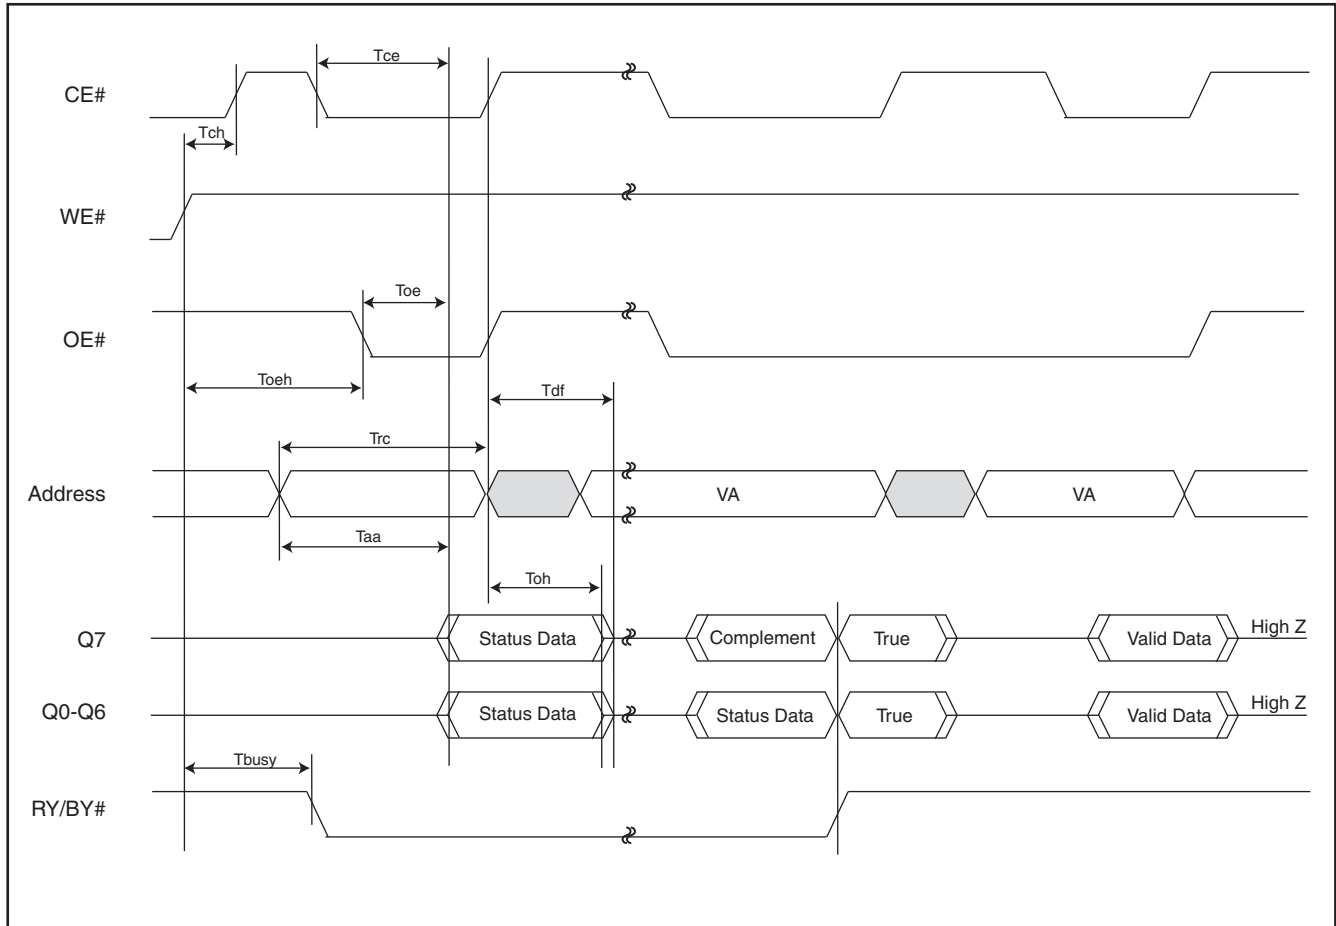 Tce
CE#
Tch
WE#
Toe
OE#
Toeh
Tdf
Trc
Address
VA
VA
Taa
Toh
Q7
Status Data
Complement
True
Valid Data
High Z
Q0-Q6
Status Data
Status Data
True
Valid Data
High Z
Tbusy
RY/BY#